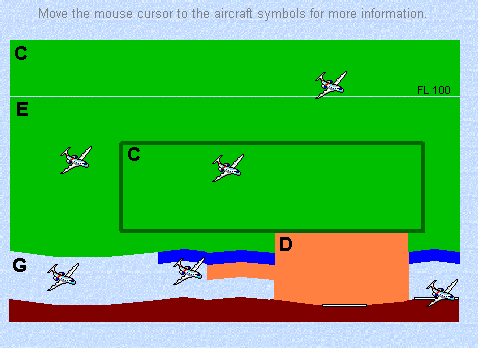 Move the mouse cursor to the aircraft symbols for more information.
C
FL 100
E
C
D
G